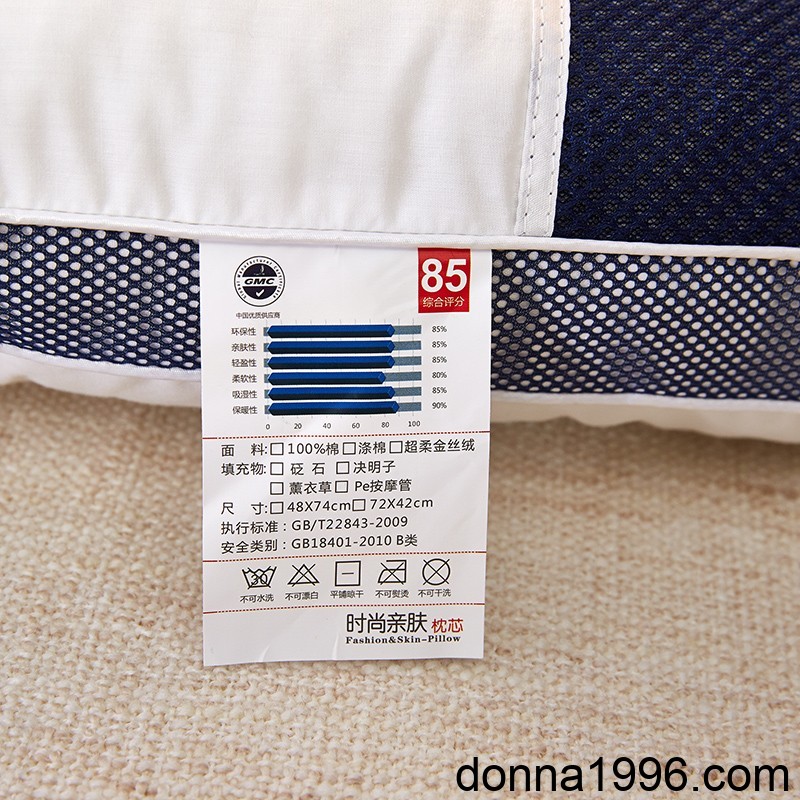 GMC
中国优质供应商
85
综合评分
环保性 85%
亲肤性 85%
轻盈性 85%
柔软性 80%
吸湿性 85%
保暖性 90%
0 20 40 60 80 100
面 料:□100%棉□涤棉□超柔金丝绒
填充物:□ 砭 石 □决明子
□薰衣草□Pe按摩管
尺 寸:□48X74cm□72X42cm
执行标准:GB/T22843-2009
安全类别:GB18401-2010 B类
30
不可水洗 不可漂白 平铺晾干 不可熨烫 不可干洗
时尚亲肤 枕芯
Fashion&Skin-Pillow
donna1996.com